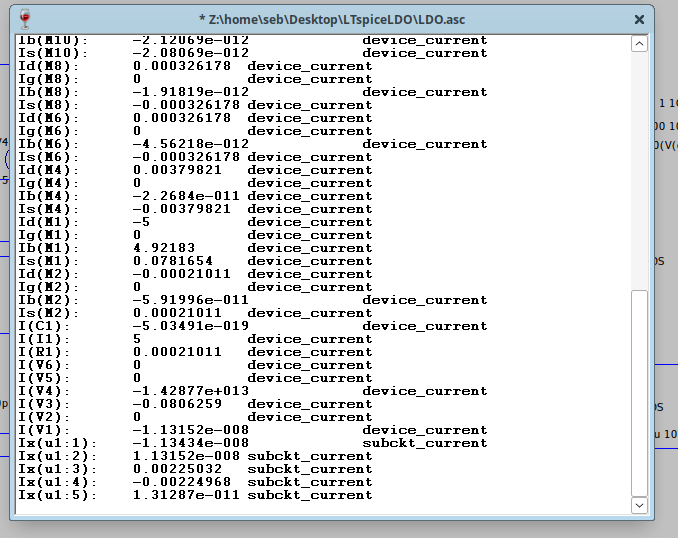 * Z:\home\seb\Desktop\LTspiceLDO\LDO.asc
Ib(M10): -2.12069e-012 device_current
Is(M10): -2.08069e-012 device_current
Id(M8): 0.000326178 device_current
Ig(M8): 0 device_current
Ib(M8): -1.91819e-012 device_current
Is(M8): -0.000326178 device_current
Id(M6): 0.000326178 device_current
Ig(M6): 0 device_current
Ib(M6): -4.56218e-012 device_current
Is(M6): -0.000326178 device_current
Id(M4): 0.00379821 device_current
Ig(M4): 0 device_current
Ib(M4): -2.2684e-011 device_current
Is(M4): -0.00379821 device_current
Id(M1): -5 device_current
Ig(M1): 0 device_current
Ib(M1): 4.92183 device_current
Is(M1): 0.0781654 device_current
Id(M2): -0.00021011 device_current
Ig(M2): 0 device_current
Ib(M2): -5.91996e-011 device_current
Is(M2): 0.00021011 device_current
I(C1): -5.03491e-019 device_current
I(I1): 5 device_current
I(R1): 0.00021011 device_current
I(V6): 0 device_current
I(V5): 0 device_current
I(V4): -1.42877e+013 device_current
I(V3): -0.0806259 device_current
I(V2): 0 device_current
I(V1): -1.13152e-008 device_current
Ix(u1:1): -1.13434e-008 subckt_current
Ix(u1:2): 1.13152e-008 subckt_current
Ix(u1:3): 0.00225032 subckt_current
Ix(u1:4): -0.00224968 subckt_current
Ix(u1:5): 1.31287e-011 subckt_current